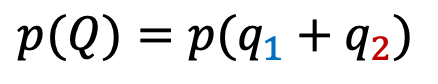 p(Q) = p(q₁ + q₂)